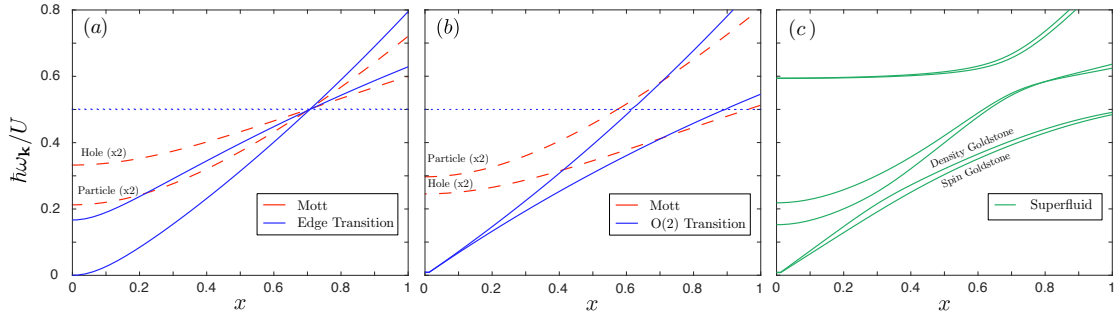 (a)
ħω_k/U
0.8
0.6
0.4
0.2
0
Hole (x2)
Particle (x2)
Mott
Edge Transition
0 0.2 0.4 0.6 0.8 1
x
(b)
Particle (x2)
Hole (x2)
Mott
O(2) Transition
0 0.2 0.4 0.6 0.8 1
x
(c)
Density Goldstone
Spin Goldstone
Superfluid
0 0.2 0.4 0.6 0.8 1
x